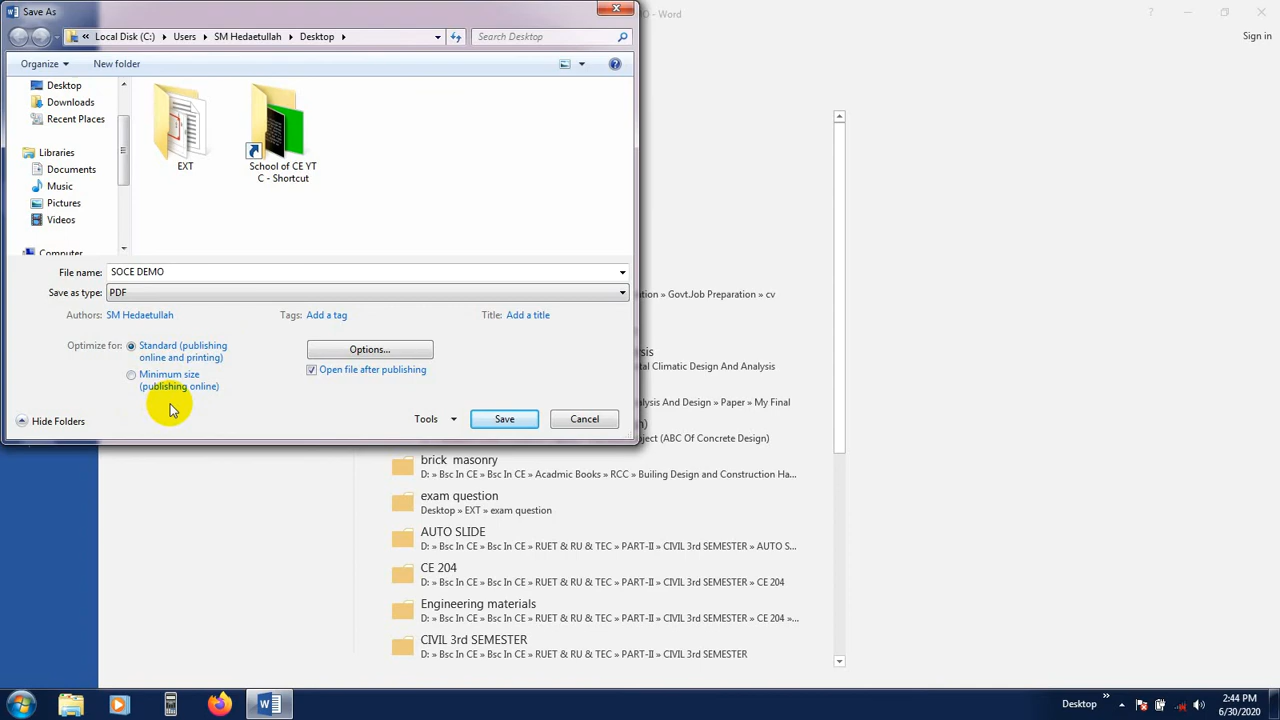 Save As
O - Word
Sign in
« Local Disk (C:) ▸ Users ▸ SM Hedaetullah ▸ Desktop ▸
Search Desktop
Organize
New folder
Desktop
Downloads
Recent Places
Libraries
Documents
Music
Pictures
Videos
Computer
EXT
School of CE YT
C - Shortcut
File name: SOCE DEMO
Save as type: PDF
Authors: SM Hedaetullah
Tags: Add a tag
Title: Add a title
Optimize for:
Standard (publishing
online and printing)
Minimum size
(publishing online)
Options...
Open file after publishing
Hide Folders
Tools
Save
Cancel
ation » Govt.Job Preparation » cv
sis
tal Climatic Design And Analysis
Analysis And Design » Paper » My Final
)
oject (ABC Of Concrete Design)
brick masonry
D: » Bsc In CE » Bsc In CE » Acadmic Books » RCC » Builing Design and Construction Ha...
exam question
Desktop » EXT » exam question
AUTO SLIDE
D: » Bsc In CE » Bsc In CE » RUET & RU & TEC » PART-II » CIVIL 3rd SEMESTER » AUTO S...
CE 204
D: » Bsc In CE » Bsc In CE » RUET & RU & TEC » PART-II » CIVIL 3rd SEMESTER » CE 204
Engineering materials
D: » Bsc In CE » Bsc In CE » RUET & RU & TEC » PART-II » CIVIL 3rd SEMESTER » CE 204 »...
CIVIL 3rd SEMESTER
D: » Bsc In CE » Bsc In CE » RUET & RU & TEC » PART-II » CIVIL 3rd SEMESTER
Desktop »
2:44 PM
6/30/2020